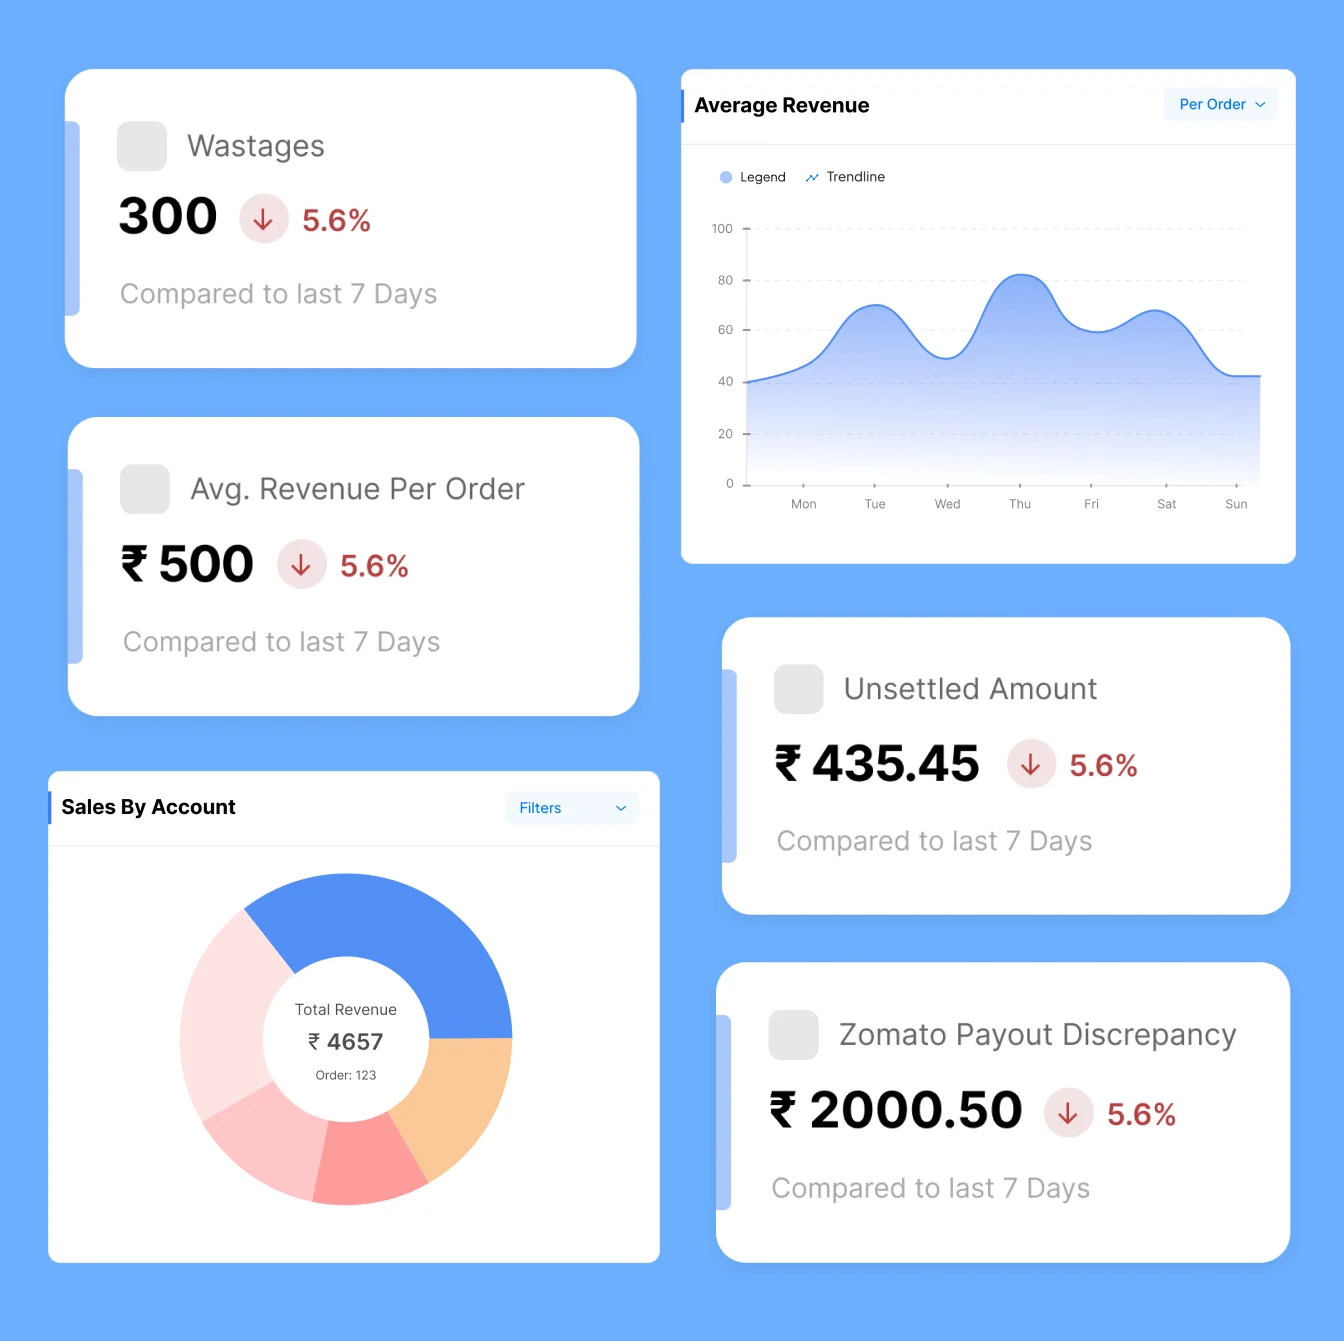 Wastages
300 5.6%
Compared to last 7 Days
Avg. Revenue Per Order
₹ 500 5.6%
Compared to last 7 Days
Sales By Account
Filters
Total Revenue
₹ 4657
Order: 123
Average Revenue
Per Order
Legend Trendline
100
80
60
40
20
0
Mon Tue Wed Thu Fri Sat Sun
Unsettled Amount
₹ 435.45 5.6%
Compared to last 7 Days
Zomato Payout Discrepancy
₹ 2000.50 5.6%
Compared to last 7 Days